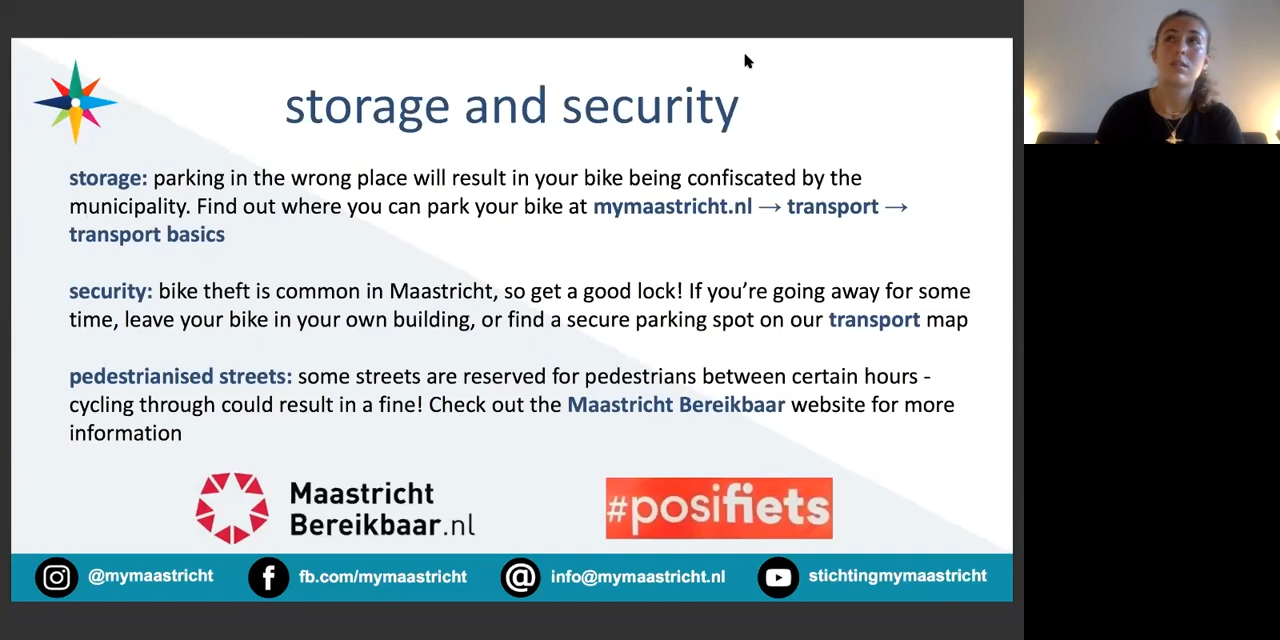 storage and security
storage: parking in the wrong place will result in your bike being confiscated by the
municipality. Find out where you can park your bike at mymaastricht.nl → transport →
transport basics
security: bike theft is common in Maastricht, so get a good lock! If you’re going away for some
time, leave your bike in your own building, or find a secure parking spot on our transport map
pedestrianised streets: some streets are reserved for pedestrians between certain hours -
cycling through could result in a fine! Check out the Maastricht Bereikbaar website for more
information
Maastricht
Bereikbaar.nl
#posifiets
@mymaastricht
fb.com/mymaastricht
info@mymaastricht.nl
stichtingmymaastricht